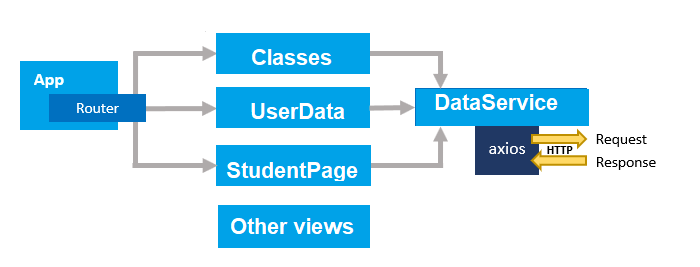 App
Router
Classes
UserData
StudentPage
Other views
DataService
axios
HTTP
Request
Response